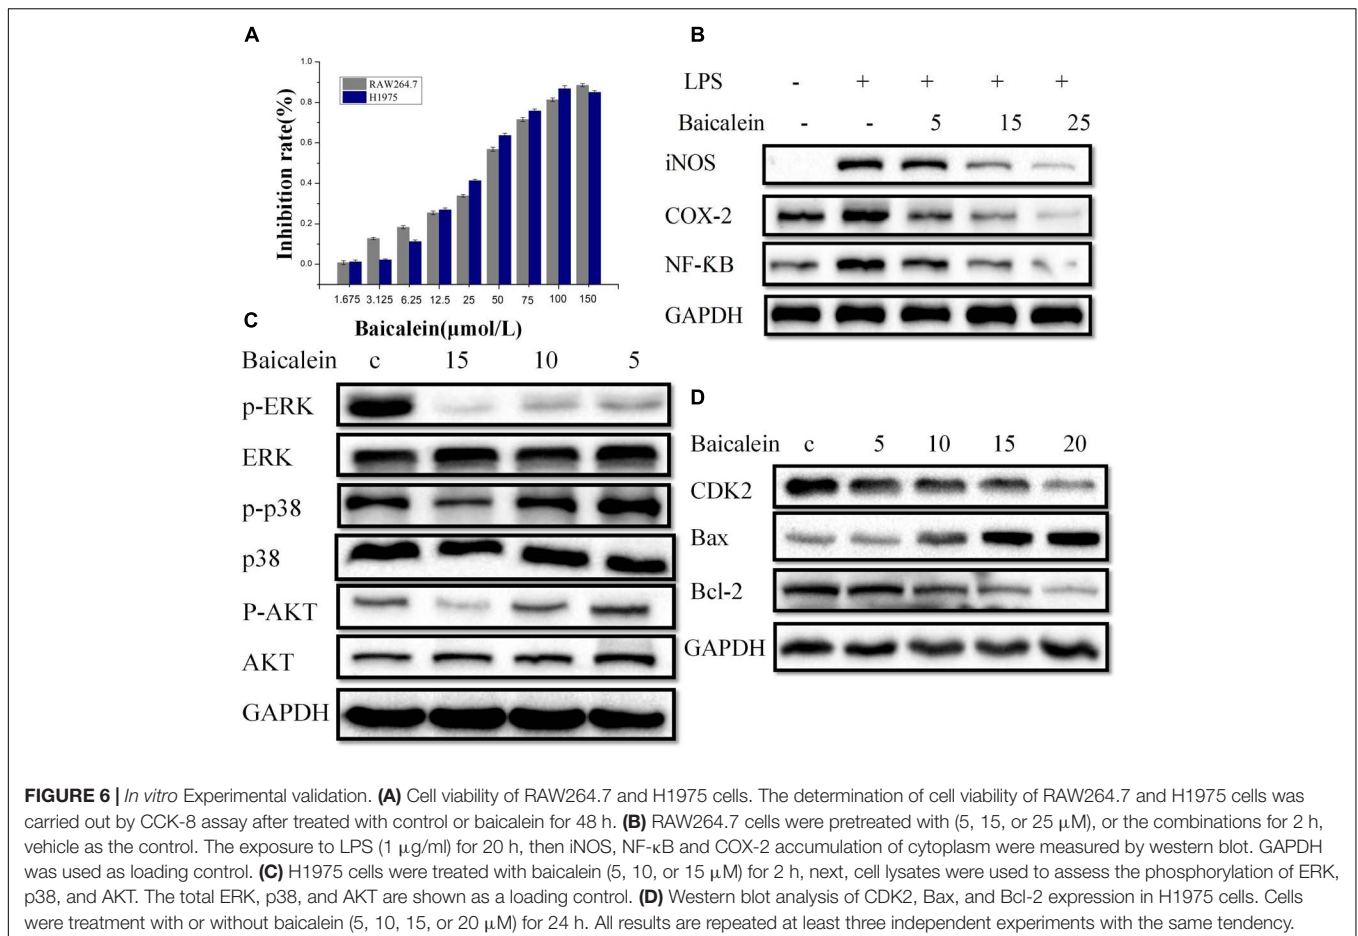 A
1.0
0.8
0.6
0.4
0.2
0.0
Inhibition rate(%)
RAW264.7
H1975
1.675 3.125 6.25 12.5 25 50 75 100 150
Baicalein(μmol/L)
B
LPS - + + + +
Baicalein - - 5 15 25
iNOS
COX-2
NF-κB
GAPDH
C
Baicalein c 15 10 5
p-ERK
ERK
p-p38
p38
P-AKT
AKT
GAPDH
D
Baicalein c 5 10 15 20
CDK2
Bax
Bcl-2
GAPDH
FIGURE 6 | In vitro Experimental validation. (A) Cell viability of RAW264.7 and H1975 cells. The determination of cell viability of RAW264.7 and H1975 cells was
carried out by CCK-8 assay after treated with control or baicalein for 48 h. (B) RAW264.7 cells were pretreated with (5, 15, or 25 μM), or the combinations for 2 h,
vehicle as the control. The exposure to LPS (1 μg/ml) for 20 h, then iNOS, NF-κB and COX-2 accumulation of cytoplasm were measured by western blot. GAPDH
was used as loading control. (C) H1975 cells were treated with baicalein (5, 10, or 15 μM) for 2 h, next, cell lysates were used to assess the phosphorylation of ERK,
p38, and AKT. The total ERK, p38, and AKT are shown as a loading control. (D) Western blot analysis of CDK2, Bax, and Bcl-2 expression in H1975 cells. Cells
were treatment with or without baicalein (5, 10, 15, or 20 μM) for 24 h. All results are repeated at least three independent experiments with the same tendency.